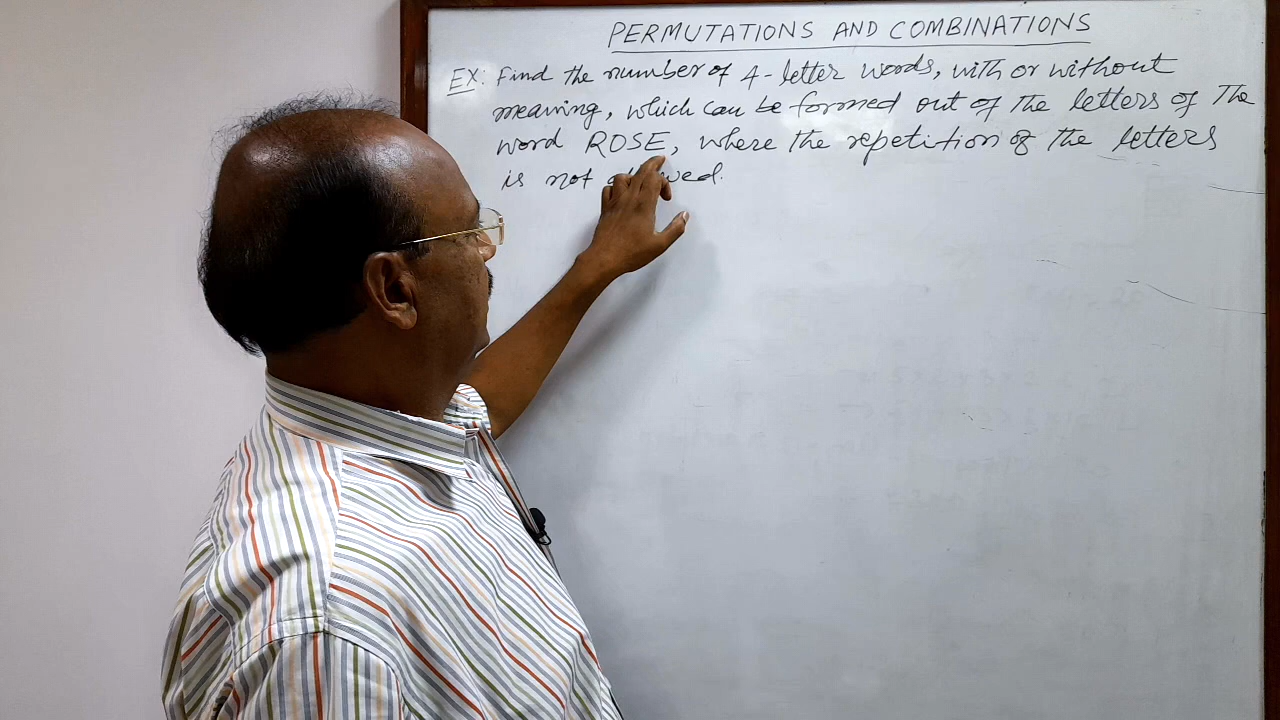 PERMUTATIONS AND COMBINATIONS
EX: Find the number of 4-letter words, with or without
meaning, which can be formed out of the letters of the
word ROSE, where the repetition of the letters
is not allowed.